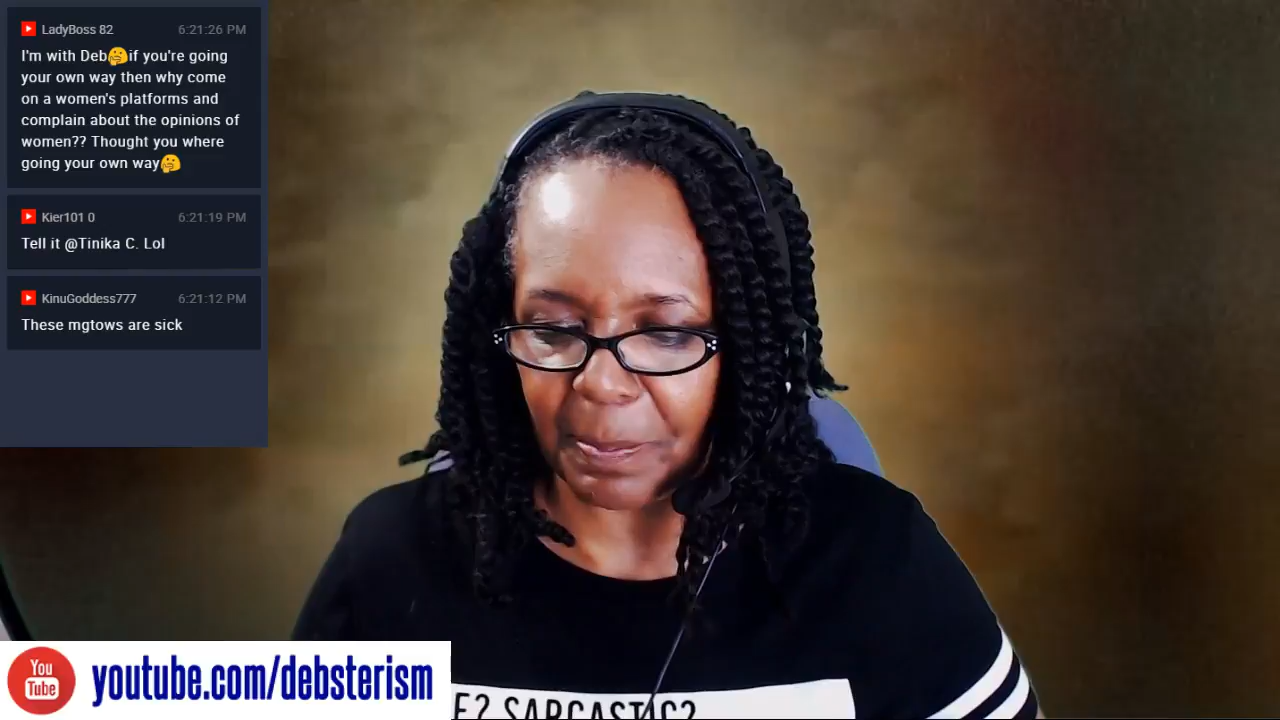 LadyBoss 82 6:21:26 PM
I'm with Deb🤔if you're going
your own way then why come
on a women's platforms and
complain about the opinions of
women?? Thought you where
going your own way🤔
Kier101 0 6:21:19 PM
Tell it @Tinika C. Lol
KinuGoddess777 6:21:12 PM
These mgtows are sick
You
Tube
youtube.com/debsterism
E? SARCASTIC?